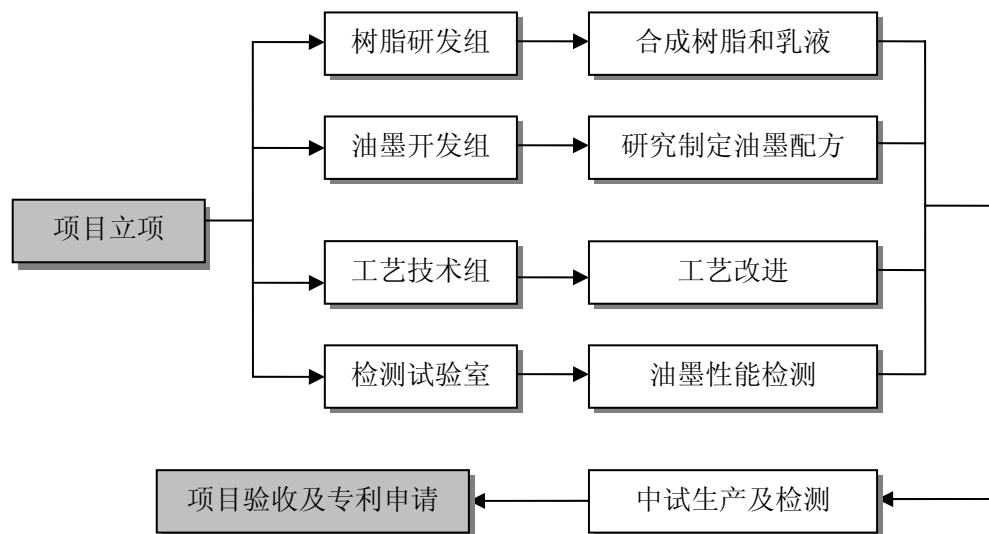 树脂研发组
合成树脂和乳液
油墨开发组
研究制定油墨配方
项目立项
工艺技术组
工艺改进
检测试验室
油墨性能检测
项目验收及专利申请
中试生产及检测